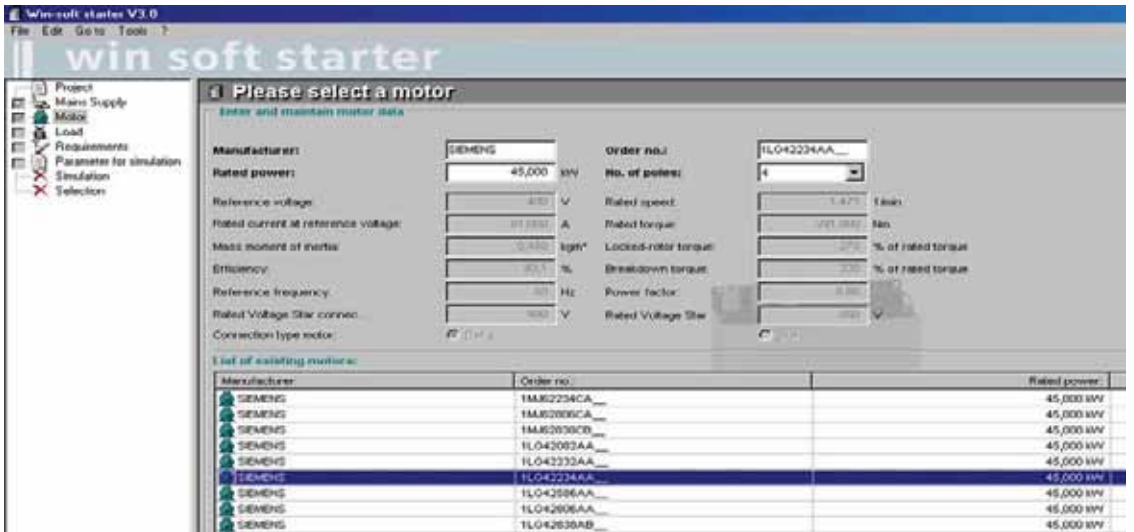 Win-soft starter V3.0
File Edit Go to Tools ?
win soft starter
Project
Mains Supply
Motor
Load
Requirements
Parameter for simulation
Simulation
Selection
Please select a motor
Enter and maintain motor data
Manufacturer: SIEMENS Order no.: 1LO42234AA__
Rated power: 45,000 kW No. of poles: 4
Reference voltage: 400 V Rated speed: 1/min
Rated current at reference voltage: A Rated torque: Nm
Mass moment of inertia: kgm² Locked-rotor torque: 270 % of rated torque
Efficiency: % Breakdown torque: % of rated torque
Reference frequency: 50 Hz Power factor:
Rated Voltage Star connec... V Rated Voltage Star V
Connection type motor:
List of existing motors:
Manufacturer: Order no.: Rated power:
SIEMENS 1MJ62234CA__ 45,000 kW
SIEMENS 1MJ62806CA__ 45,000 kW
SIEMENS 1MJ62838CB__ 45,000 kW
SIEMENS 1LO42082AA__ 45,000 kW
SIEMENS 1LO42232AA__ 45,000 kW
SIEMENS 1LO42234AA__ 45,000 kW
SIEMENS 1LO42586AA__ 45,000 kW
SIEMENS 1LO42806AA__ 45,000 kW
SIEMENS 1LO42838AB__ 45,000 kW